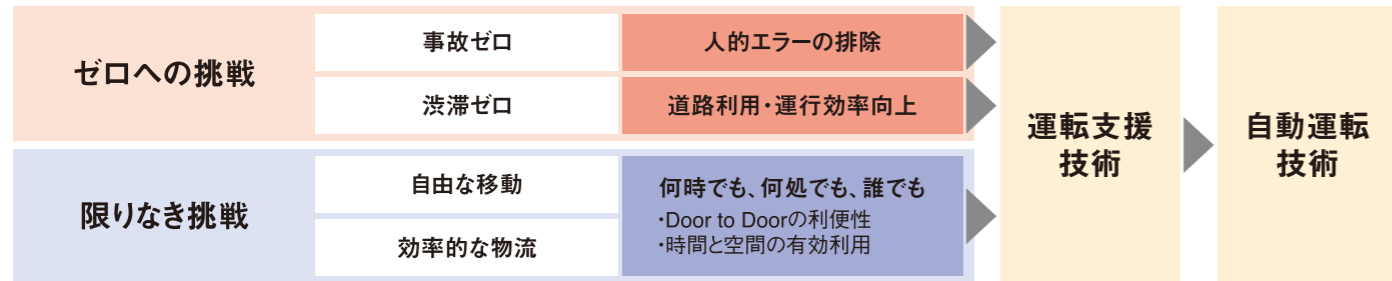 ゼロへの挑戦
事故ゼロ
人的エラーの排除
渋滞ゼロ
道路利用・運行効率向上
限りなき挑戦
自由な移動
効率的な物流
何時でも、何処でも、誰でも
・Door to Doorの利便性
・時間と空間の有効利用
運転支援
技術
自動運転
技術